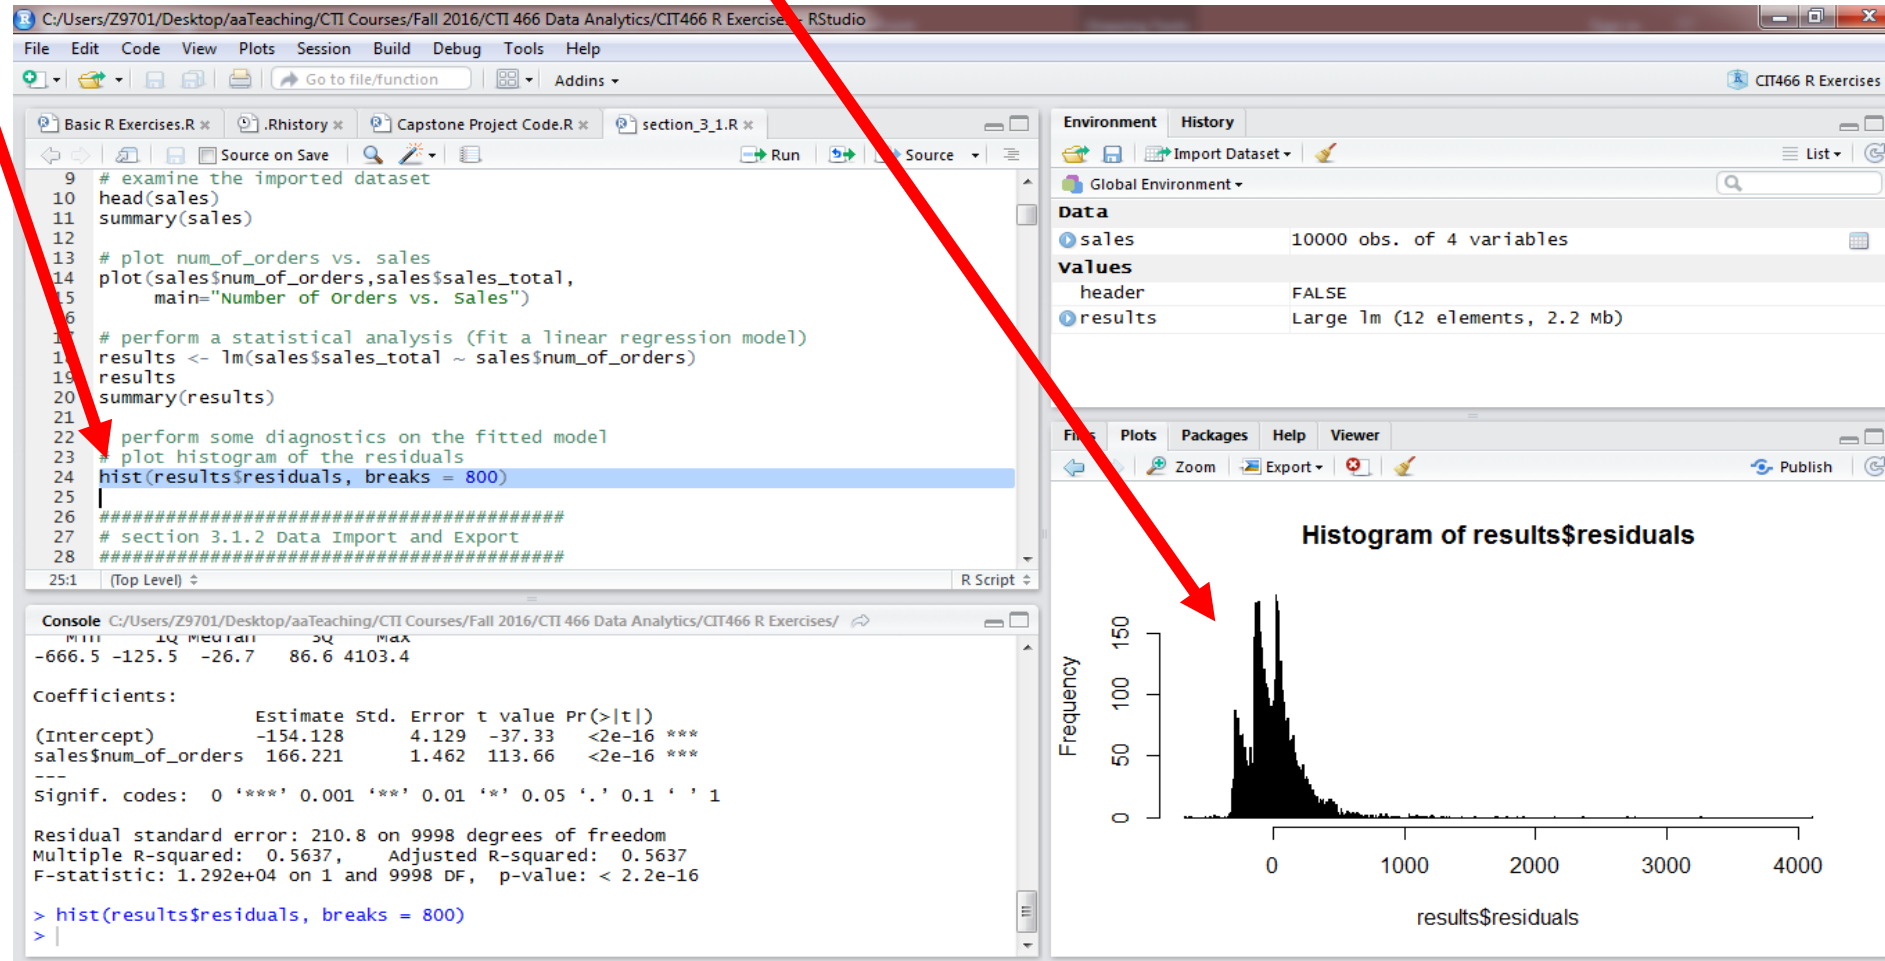 C:/Users/Z9701/Desktop/aaTeaching/CTI Courses/Fall 2016/CTI 466 Data Analytics/CIT466 R Exercises - RStudio
File Edit Code View Plots Session Build Debug Tools Help
Go to file/function Addins CIT466 R Exercises
Basic R Exercises.R .Rhistory Capstone Project Code.R section_3_1.R
Source on Save Run Source
9 # examine the imported dataset
10 head(sales)
11 summary(sales)
12
13 # plot num_of_orders vs. sales
14 plot(sales$num_of_orders,sales$sales_total,
15 main="Number of Orders vs. Sales")
16
17 # perform a statistical analysis (fit a linear regression model)
18 results <- lm(sales$sales_total ~ sales$num_of_orders)
19 results
20 summary(results)
21
22 perform some diagnostics on the fitted model
23 # plot histogram of the residuals
24 hist(results$residuals, breaks = 800)
25
26 ##########################################
27 # section 3.1.2 Data Import and Export
28 ##########################################
25:1 (Top Level) R Script
Console C:/Users/Z9701/Desktop/aaTeaching/CTI Courses/Fall 2016/CTI 466 Data Analytics/CIT466 R Exercises/
Min 1Q Median 3Q Max
-666.5 -125.5 -26.7 86.6 4103.4
Coefficients:
Estimate Std. Error t value Pr(>|t|)
(Intercept) -154.128 4.129 -37.33 <2e-16 ***
sales$num_of_orders 166.221 1.462 113.66 <2e-16 ***
---
Signif. codes: 0 ‘***’ 0.001 ‘**’ 0.01 ‘*’ 0.05 ‘.’ 0.1 ‘ ’ 1
Residual standard error: 210.8 on 9998 degrees of freedom
Multiple R-squared: 0.5637, Adjusted R-squared: 0.5637
F-statistic: 1.292e+04 on 1 and 9998 DF, p-value: < 2.2e-16
> hist(results$residuals, breaks = 800)
>
Environment History
Import Dataset List
Global Environment
Data
sales 10000 obs. of 4 variables
Values
header FALSE
results Large lm (12 elements, 2.2 Mb)
Files Plots Packages Help Viewer
Zoom Export Publish
Histogram of results$residuals
Frequency
150
100
50
0
0 1000 2000 3000 4000
results$residuals